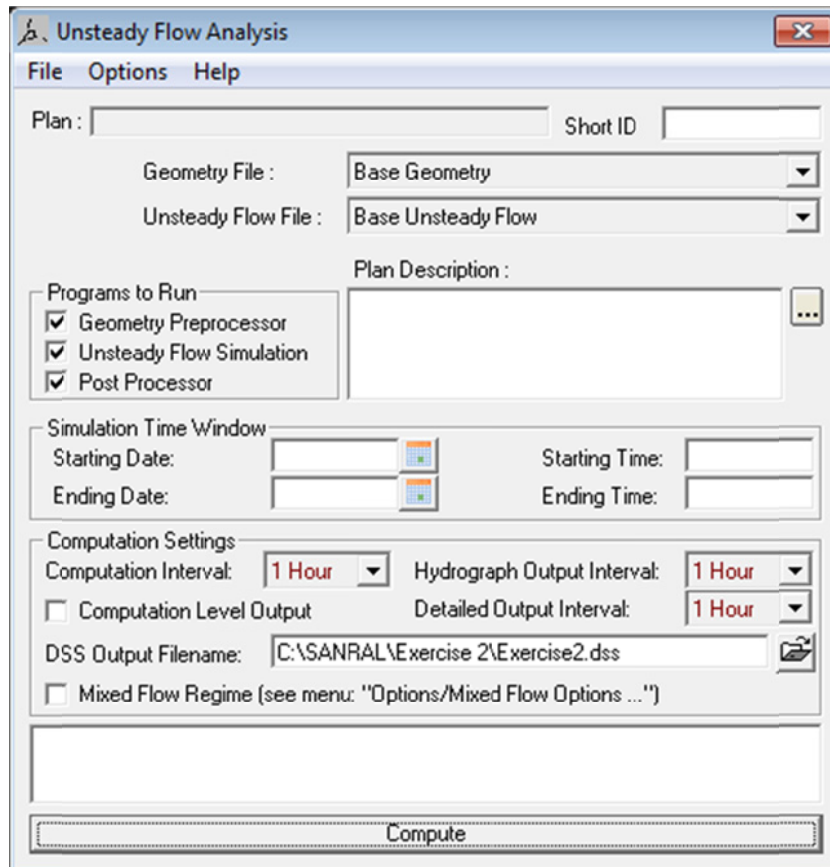 Unsteady Flow Analysis
File Options Help
Plan : Short ID
Geometry File : Base Geometry
Unsteady Flow File : Base Unsteady Flow
Plan Description :
Programs to Run
Geometry Preprocessor
Unsteady Flow Simulation
Post Processor
...
Simulation Time Window
Starting Date: Starting Time:
Ending Date: Ending Time:
Computation Settings
Computation Interval: 1 Hour Hydrograph Output Interval: 1 Hour
Computation Level Output Detailed Output Interval: 1 Hour
DSS Output Filename: C:\SANRAL\Exercise 2\Exercise2.dss
Mixed Flow Regime (see menu: "Options/Mixed Flow Options ...")
Compute